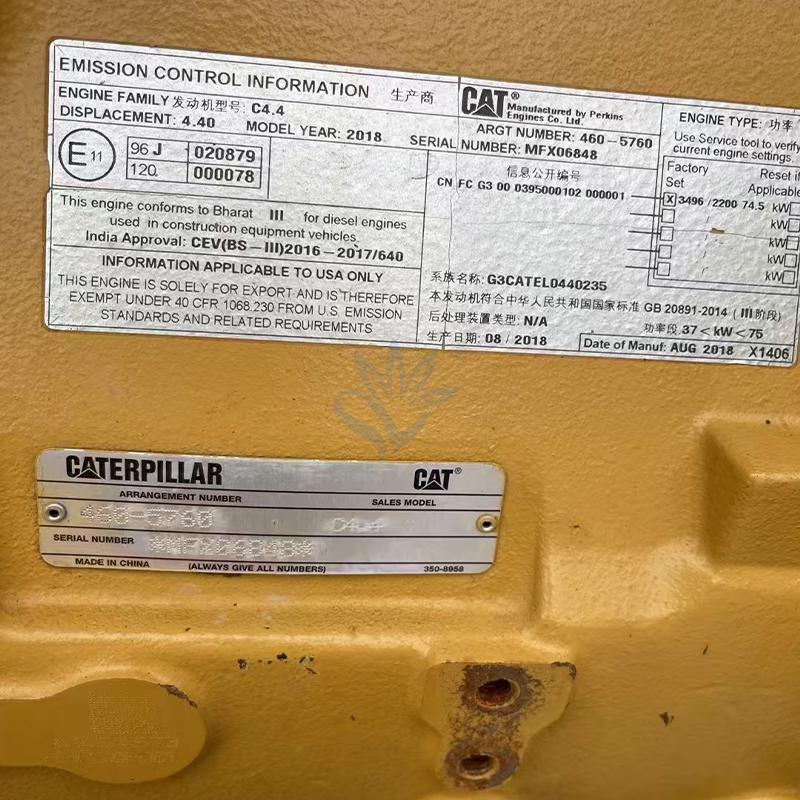 EMISSION CONTROL INFORMATION 生产商
CAT® Manufactured by Perkins
Engines Co. Ltd.
ENGINE FAMILY 发动机型号: C4.4
ARGT NUMBER: 460-5760
DISPLACEMENT: 4.40 MODEL YEAR: 2018
SERIAL NUMBER: MFX06848
E11
96 J 020879
120 000078
This engine conforms to Bharat III for diesel engines
used in construction equipment vehicles.
India Approval: CEV(BS-III)2016-2017/640
INFORMATION APPLICABLE TO USA ONLY
THIS ENGINE IS SOLELY FOR EXPORT AND IS THEREFORE
EXEMPT UNDER 40 CFR 1068.230 FROM U.S. EMISSION
STANDARDS AND RELATED REQUIREMENTS
信息公开编号
CN FC G3 00 0395000102 000001
系族名称: G3CATEL0440235
本发动机符合中华人民共和国国家标准 GB 20891-2014 (III阶段)
后处理装置类型: N/A
功率段 37<kW<75
生产日期: 08/2018
Date of Manuf: AUG 2018 X1406
ENGINE TYPE: 功率
Use Service tool to verify
current engine settings.
Factory Reset if
Set Applicable
X 3496 /2200 74.5 kW
kW
kW
kW
kW
CATERPILLAR CAT®
ARRANGEMENT NUMBER SALES MODEL
460-5760 C4.4
SERIAL NUMBER *MFX06848*
MADE IN CHINA (ALWAYS GIVE ALL NUMBERS) 350-8958